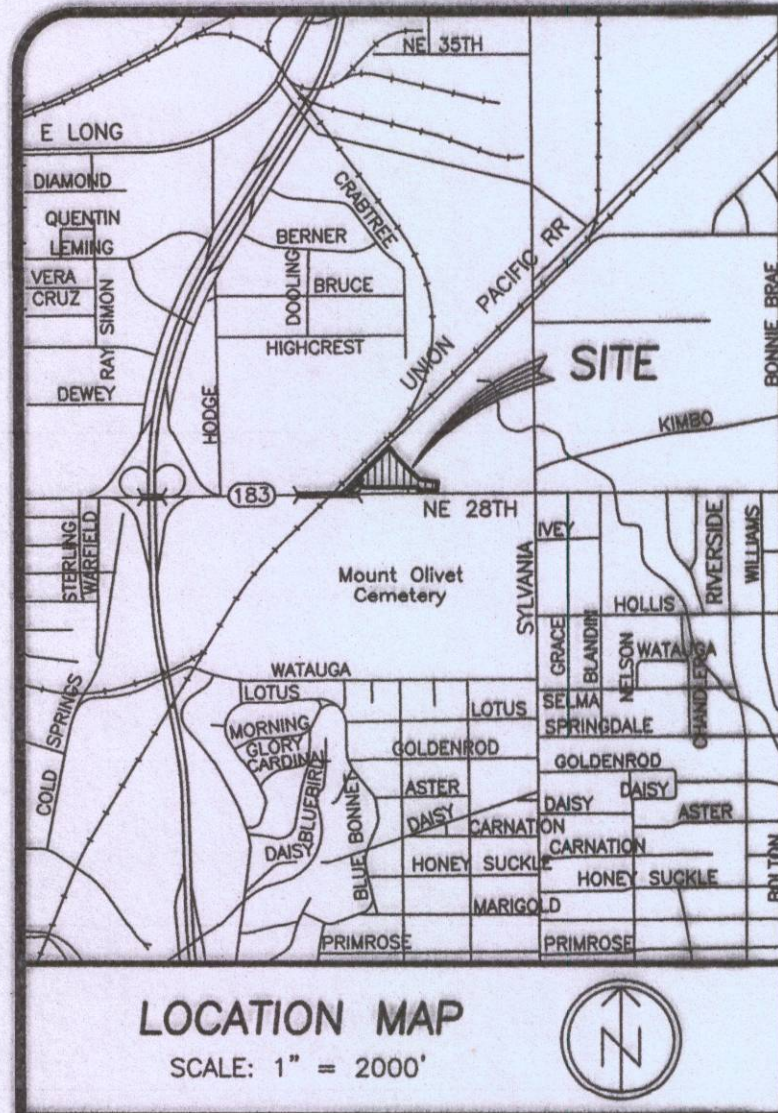 NE 35TH
E LONG
DIAMOND
CRABTREE
QUENTIN
BERNER
LEMING
PACIFIC RR
VERA
CRUZ
RAY SIMON
DOOLING
BRUCE
BONNIE BRAE
HIGHCREST
UNION
SITE
DEWEY
HODGE
KIMBO
183
NE 28TH
STERLING
WARFIELD
IVEY
RIVERSIDE
WILLIAMS
Mount Olivet
Cemetery
SYLVANIA
HOLLIS
GRACE
BLANDIN
NELSON
WATAUGA
WATAUGA
LOTUS
LOTUS
SELMA
SPRINGDALE
COLD SPRINGS
MORNING
GLORY
CARDINAL
GOLDENROD
GOLDENROD
BLUEBIRD
BLUE BONNET
ASTER
DAISY
DAISY
DAISY
ASTER
CARNATION
CARNATION
DAISY
HONEY SUCKLE
HONEY SUCKLE
BOLTON
MARIGOLD
PRIMROSE
PRIMROSE
LOCATION MAP
SCALE: 1" = 2000'
N